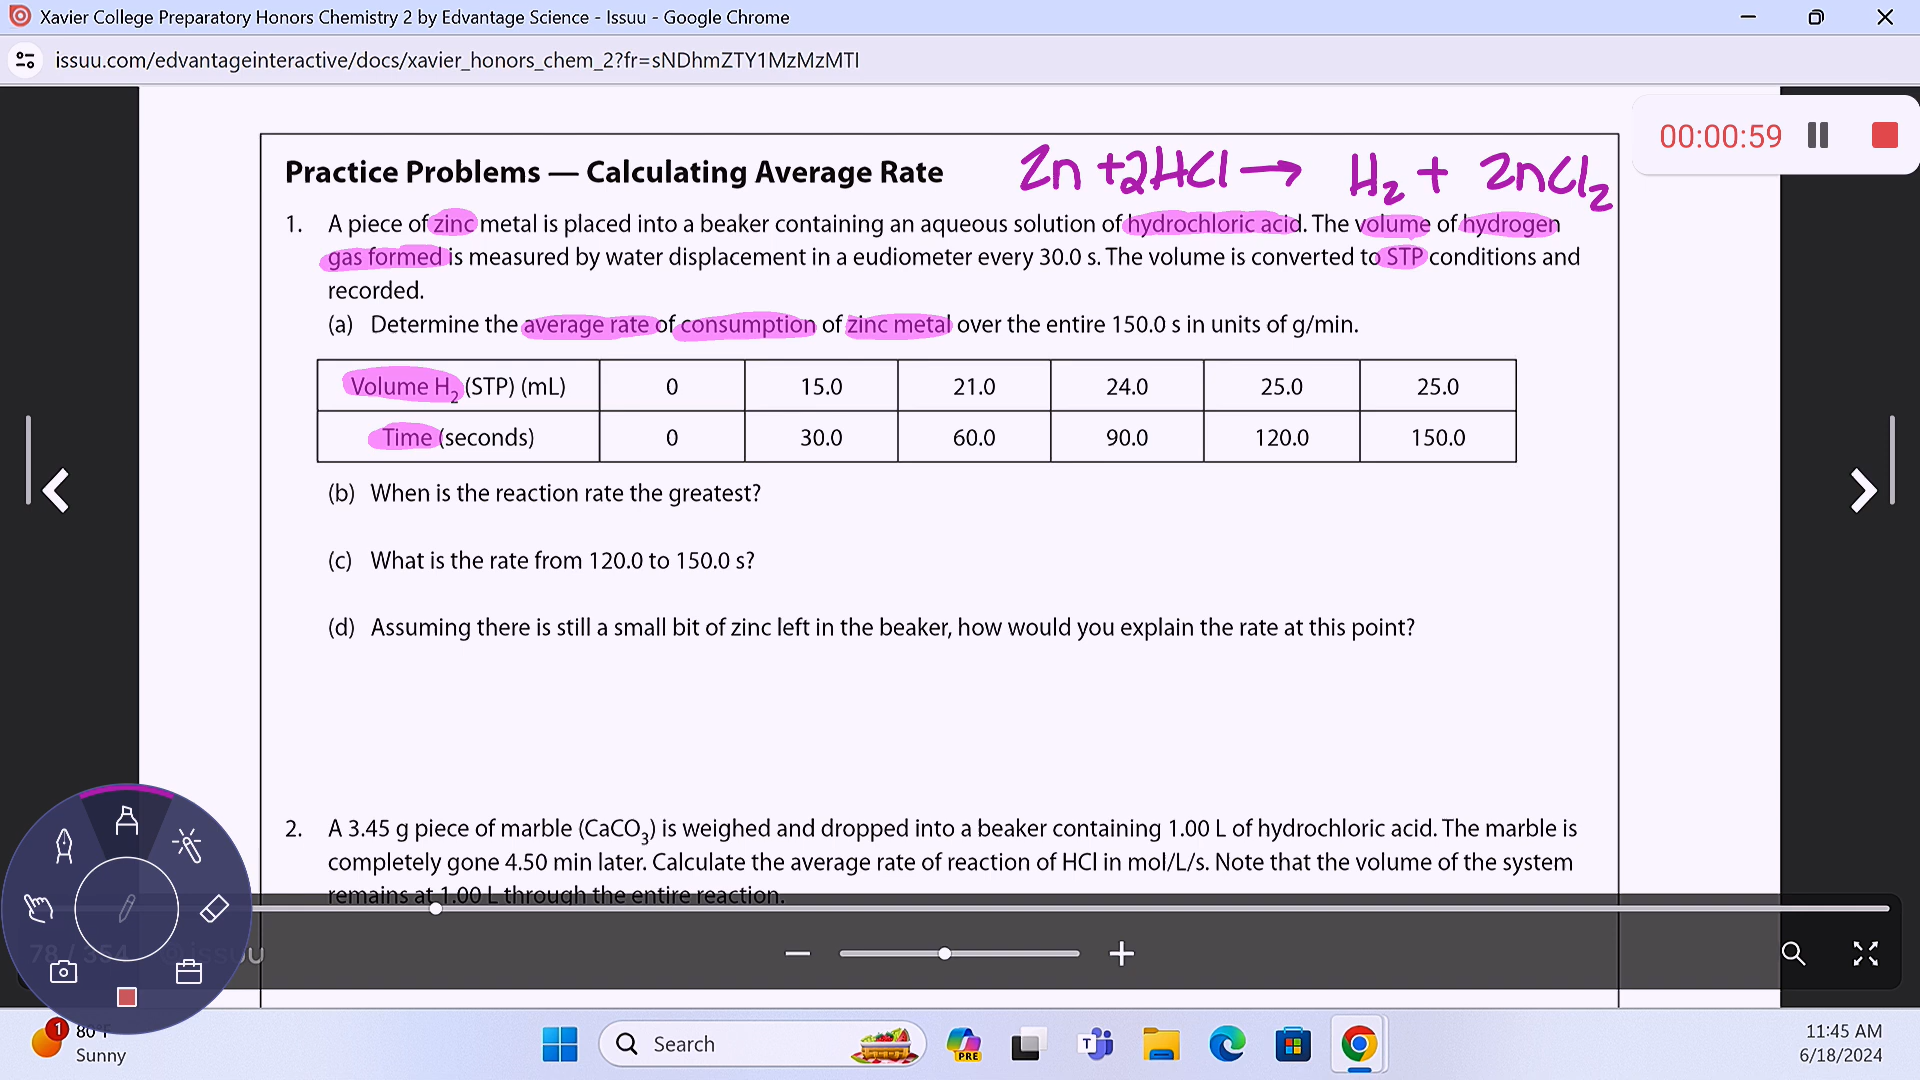 Xavier College Preparatory Honors Chemistry 2 by Edvantage Science - Issuu - Google Chrome
issuu.com/edvantageinteractive/docs/xavier_honors_chem_2?fr=sNDhmZTY1MzMzMTI
00:00:59
Practice Problems — Calculating Average Rate
Zn + 2HCl → H₂ + ZnCl₂
1. A piece of zinc metal is placed into a beaker containing an aqueous solution of hydrochloric acid. The volume of hydrogen
gas formed is measured by water displacement in a eudiometer every 30.0 s. The volume is converted to STP conditions and
recorded.
(a) Determine the average rate of consumption of zinc metal over the entire 150.0 s in units of g/min.
Volume H₂ (STP) (mL) 0 15.0 21.0 24.0 25.0 25.0
Time (seconds) 0 30.0 60.0 90.0 120.0 150.0
(b) When is the reaction rate the greatest?
(c) What is the rate from 120.0 to 150.0 s?
(d) Assuming there is still a small bit of zinc left in the beaker, how would you explain the rate at this point?
2. A 3.45 g piece of marble (CaCO₃) is weighed and dropped into a beaker containing 1.00 L of hydrochloric acid. The marble is
completely gone 4.50 min later. Calculate the average rate of reaction of HCl in mol/L/s. Note that the volume of the system
remains at 1.00 L through the entire reaction.
78 / 354 issuu
1
80°F
Sunny
Search
PRE
T
11:45 AM
6/18/2024